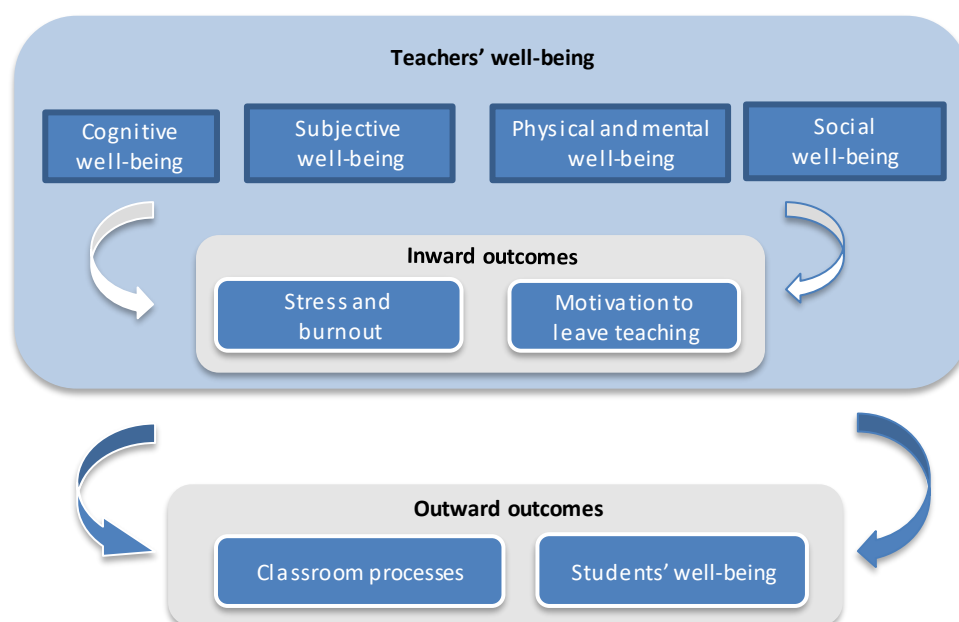 Teachers’ well-being
Cognitive
well-being
Subjective
well-being
Physical and mental
well-being
Social
well-being
Inward outcomes
Stress and
burnout
Motivation to
leave teaching
Outward outcomes
Classroom processes
Students’ well-being